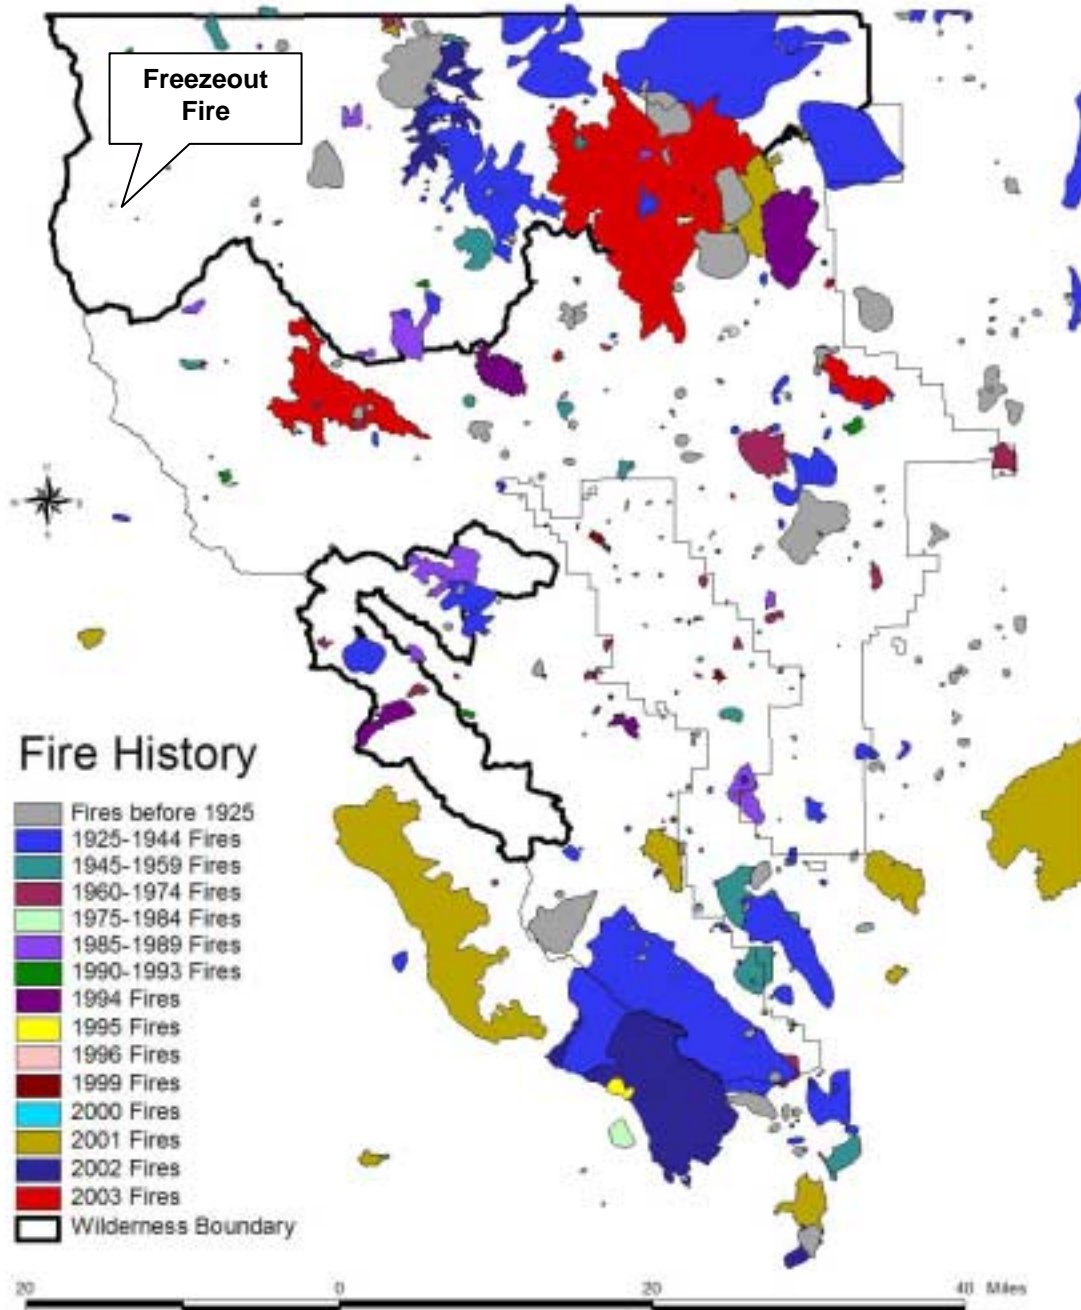 Freezeout
Fire
Fire History
Fires before 1925
1925-1944 Fires
1945-1959 Fires
1960-1974 Fires
1975-1984 Fires
1985-1989 Fires
1990-1993 Fires
1994 Fires
1995 Fires
1996 Fires
1999 Fires
2000 Fires
2001 Fires
2002 Fires
2003 Fires
Wilderness Boundary
20 0 20 40 Miles